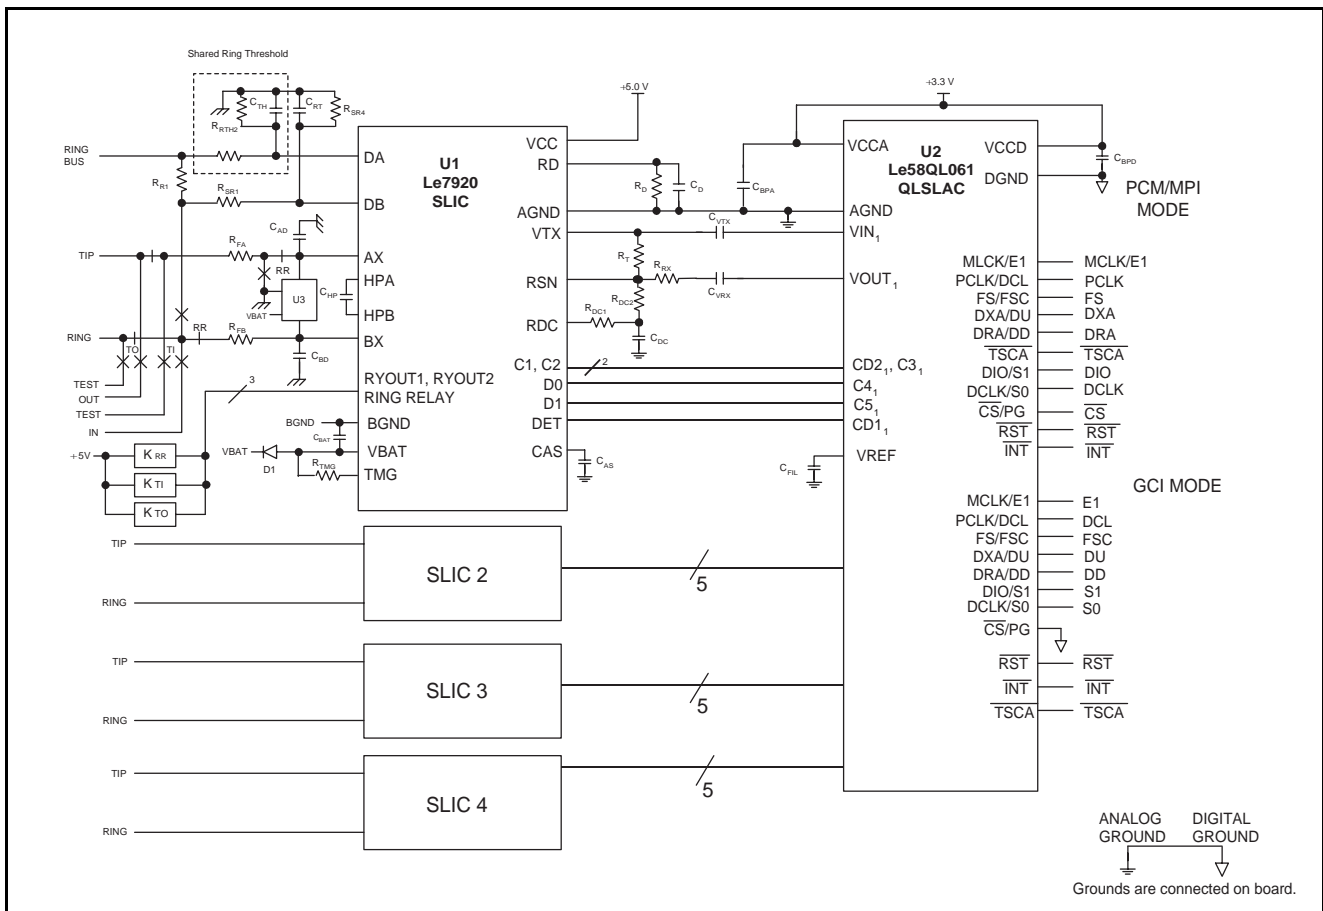 Shared Ring Threshold
C_TH
C_RT
R_SR4
R_RTH2
RING
BUS
R_R1
R_SR1
C_AD
TIP
R_FA
RR
U3
VBAT
C_HP
RING
RR
R_FB
C_BD
TO
TI
TEST
OUT
TEST
IN
3
+5V
K RR
K TI
K TO
BGND
C_BAT
VBAT
D1
R_TMG
U1
Le7920
SLIC
DA
DB
AX
HPA
HPB
BX
RYOUT1, RYOUT2
RING RELAY
BGND
VBAT
TMG
VCC
RD
AGND
VTX
RSN
RDC
C1, C2
D0
D1
DET
CAS
+5.0 V
R_D
C_D
C_BPA
C_VTX
R_T
R_RX
C_VRX
R_DC2
R_DC1
C_DC
2
C_AS
C_FIL
+3.3 V
U2
Le58QL061
QLSLAC
VCCA
AGND
VIN_1
VOUT_1
CD2_1, C3_1
C4_1
C5_1
CD1_1
VREF
VCCD
DGND
C_BPD
PCM/MPI
MODE
MLCK/E1 MCLK/E1
PCLK/DCL PCLK
FS/FSC FS
DXA/DU DXA
DRA/DD DRA
TSCA TSCA
DIO/S1 DIO
DCLK/S0 DCLK
CS/PG CS
RST RST
INT INT
GCI MODE
MCLK/E1 E1
PCLK/DCL DCL
FS/FSC FSC
DXA/DU DU
DRA/DD DD
DIO/S1 S1
DCLK/S0 S0
CS/PG
RST RST
INT INT
TSCA TSCA
TIP
SLIC 2
5
RING
TIP
SLIC 3
5
RING
TIP
SLIC 4
5
RING
ANALOG
GROUND
DIGITAL
GROUND
Grounds are connected on board.